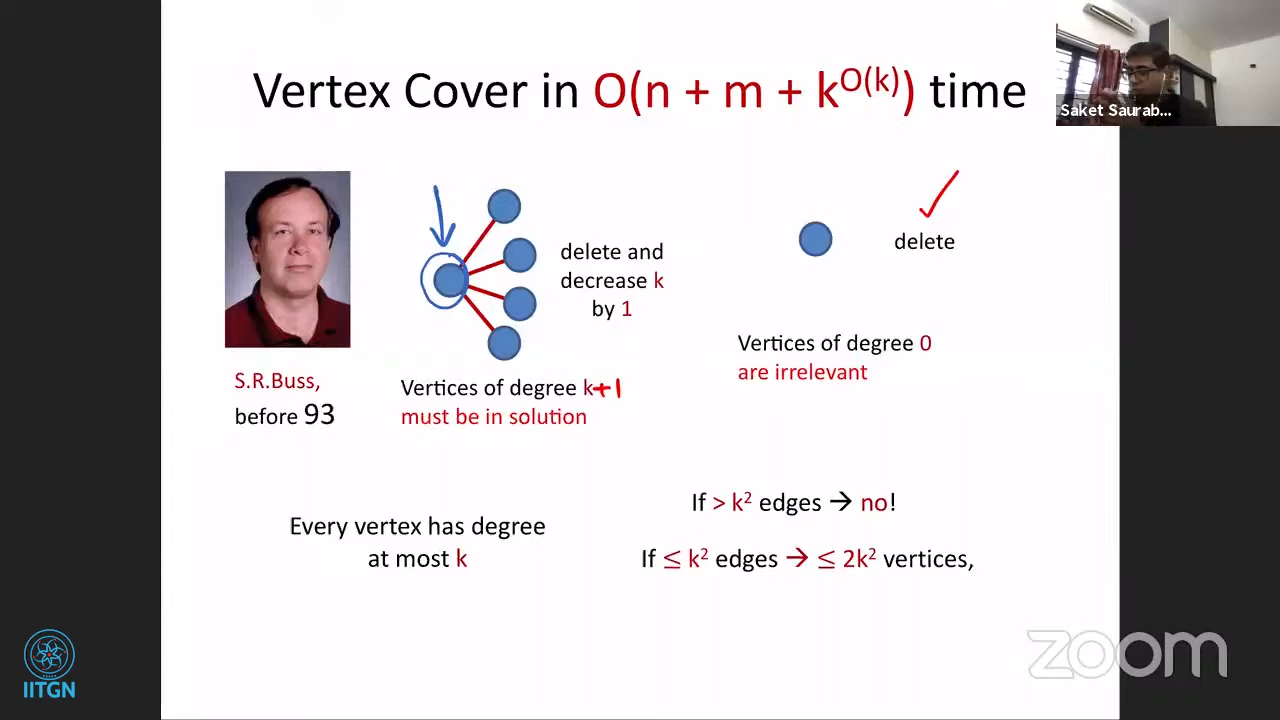 Vertex Cover in O(n + m + k^O(k)) time
Saket Saurab...
delete and
decrease k
by 1
delete
S.R.Buss,
before 93
Vertices of degree k+1
must be in solution
Vertices of degree 0
are irrelevant
Every vertex has degree
at most k
If > k² edges → no!
If ≤ k² edges → ≤ 2k² vertices,
IITGN
zoom